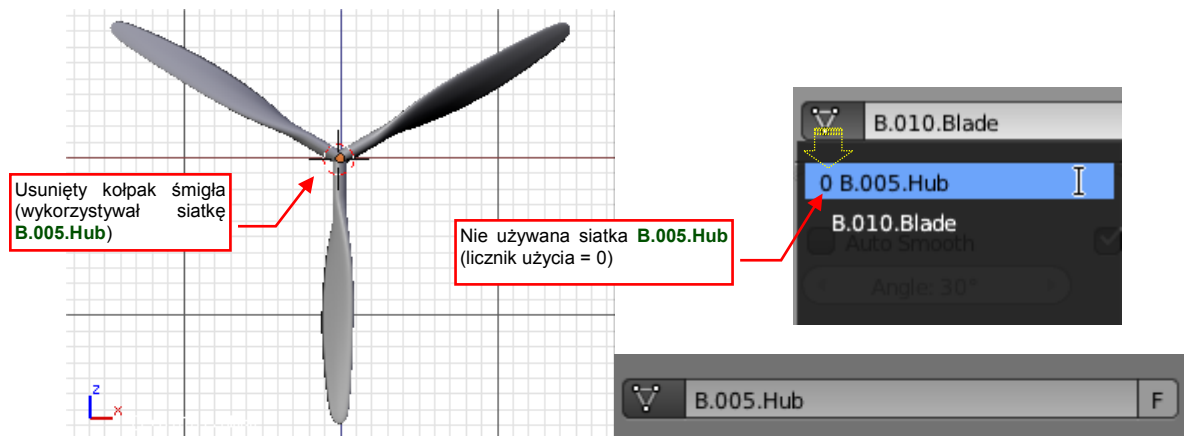 B.010.Blade
0 B.005.Hub
B.010.Blade
Auto Smooth
Angle: 30°
Usunięty kołpak śmigła
(wykorzystywał siatkę
B.005.Hub)
Nie używana siatka B.005.Hub
(licznik użycia = 0)
z
x
B.005.Hub F